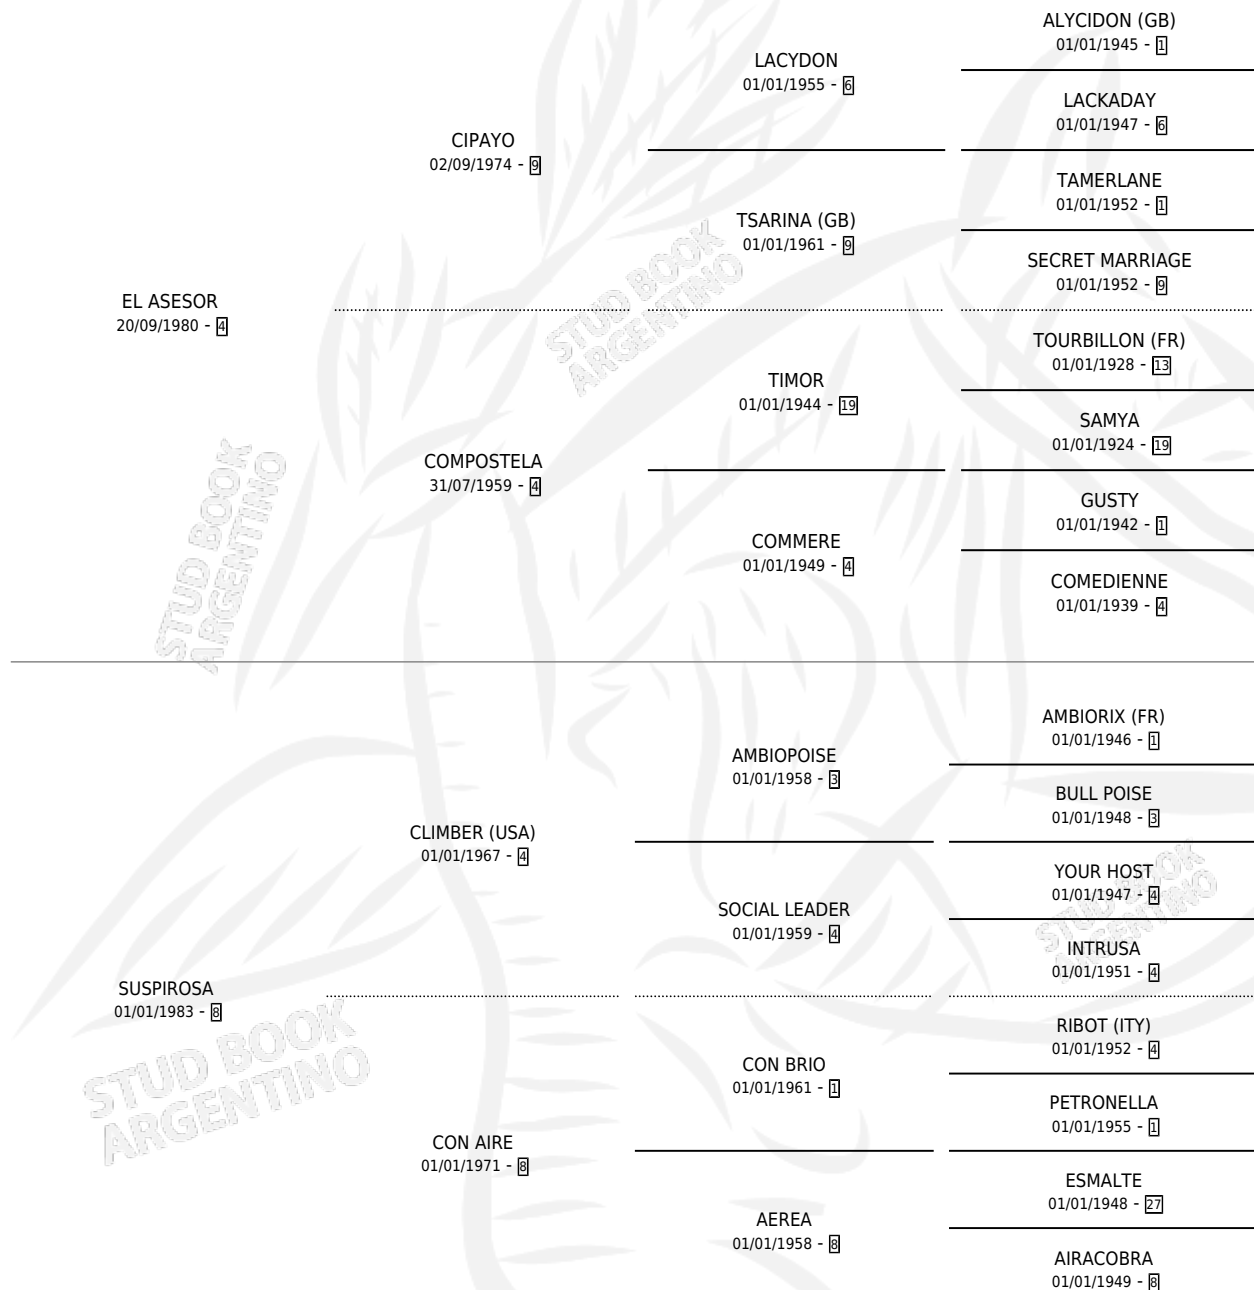 ALYCIDON (GB)
01/01/1945 - 1
LACYDON
01/01/1955 - 6
LACKADAY
01/01/1947 - 6
CIPAYO
02/09/1974 - 9
TAMERLANE
01/01/1952 - 1
TSARINA (GB)
01/01/1961 - 9
SECRET MARRIAGE
01/01/1952 - 9
EL ASESOR
20/09/1980 - 4
STUD BOOK
ARGENTINO
TOURBILLON (FR)
01/01/1928 - 13
TIMOR
01/01/1944 - 19
SAMYA
01/01/1924 - 19
COMPOSTELA
31/07/1959 - 4
GUSTY
01/01/1942 - 1
COMMERE
01/01/1949 - 4
COMEDIENNE
01/01/1939 - 4
STUD BOOK
ARGENTINO
AMBIORIX (FR)
01/01/1946 - 1
AMBIOPOISE
01/01/1958 - 3
BULL POISE
01/01/1948 - 3
CLIMBER (USA)
01/01/1967 - 4
YOUR HOST
01/01/1947 - 4
SOCIAL LEADER
01/01/1959 - 4
INTRUSA
01/01/1951 - 4
STUD BOOK
ARGENTINO
SUSPIROSA
01/01/1983 - 8
RIBOT (ITY)
01/01/1952 - 4
CON BRIO
01/01/1961 - 1
PETRONELLA
01/01/1955 - 1
STUD BOOK
ARGENTINO
CON AIRE
01/01/1971 - 8
ESMALTE
01/01/1948 - 27
AEREA
01/01/1958 - 8
AIRACOBRA
01/01/1949 - 8